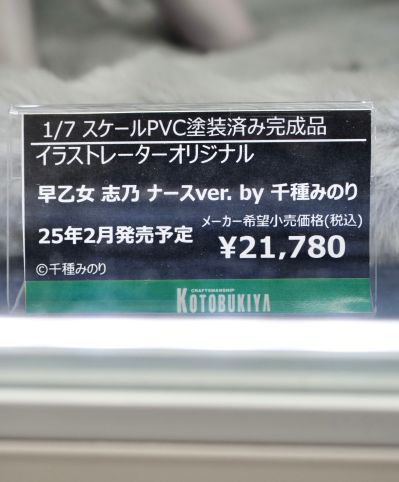 1/7 スケールPVC塗装済み完成品
イラストレーターオリジナル
早乙女 志乃 ナースver. by 千種みのり
メーカー希望小売価格(税込)
25年2月発売予定 ¥21,780
©千種みのり
CRAFTSMANSHIP
KOTOBUKIYA